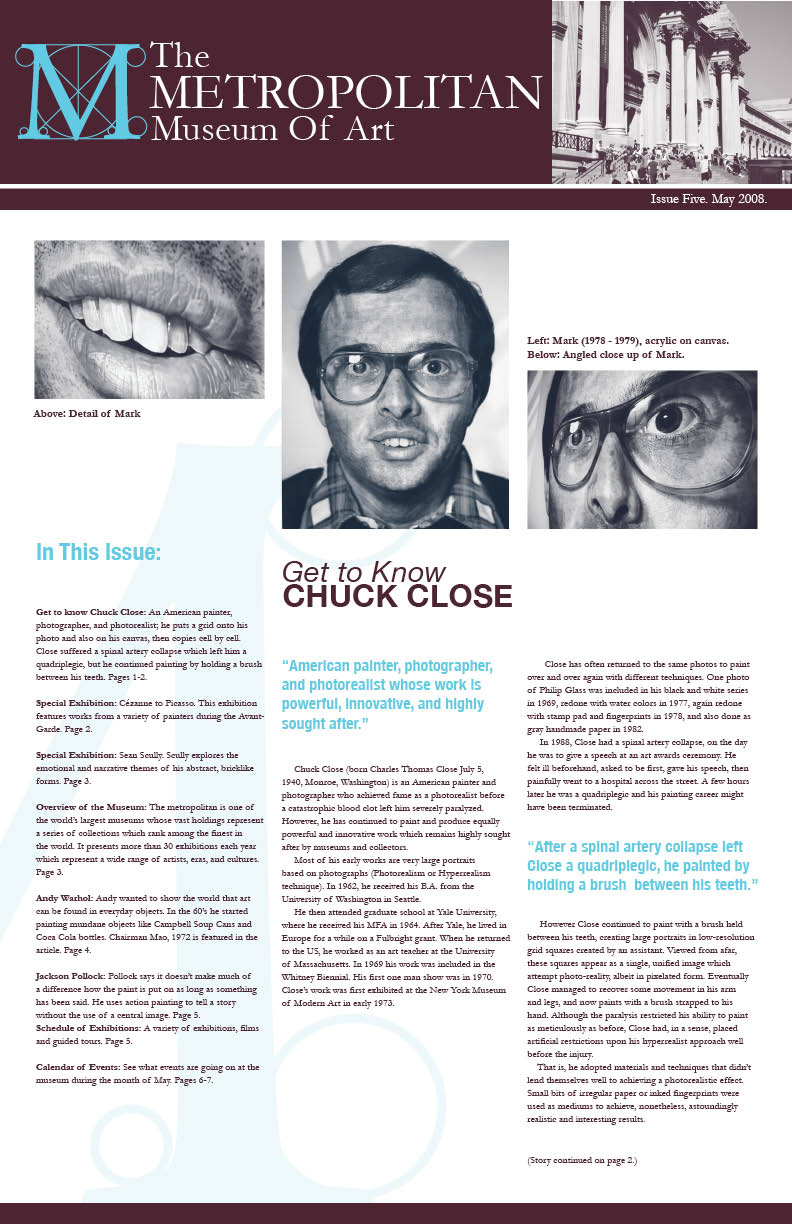 M
The
METROPOLITAN
Museum Of Art
Issue Five. May 2008.
Above: Detail of Mark
Left: Mark (1978 - 1979), acrylic on canvas.
Below: Angled close up of Mark.
In This Issue:
Get to know Chuck Close: An American painter,
photographer, and photorealist; he puts a grid onto his
photo and also on his canvas, then copies cell by cell.
Close suffered a spinal artery collapse which left him a
quadriplegic, but he continued painting by holding a brush
between his teeth. Pages 1-2.
Special Exhibition: Cézanne to Picasso. This exhibition
features works from a variety of painters during the Avant-
Garde. Page 2.
Special Exhibition: Sean Scully. Scully explores the
emotional and narrative themes of his abstract, bricklike
forms. Page 3.
Overview of the Museum: The metropolitan is one of
the world's largest museums whose vast holdings represent
a series of collections which rank among the finest in
the world. It presents more than 30 exhibitions each year
which represent a wide range of artists, eras, and cultures.
Page 3.
Andy Warhol: Andy wanted to show the world that art
can be found in everyday objects. In the 60's he started
painting mundane objects like Campbell Soup Cans and
Coca Cola bottles. Chairman Mao, 1972 is featured in the
article. Page 4.
Jackson Pollock: Pollock says it doesn't make much of
a difference how the paint is put on as long as something
has been said. He uses action painting to tell a story
without the use of a central image. Page 5.
Schedule of Exhibitions: A variety of exhibitions, films
and guided tours. Page 5.
Calendar of Events: See what events are going on at the
museum during the month of May. Pages 6-7.
Get to Know
CHUCK CLOSE
“American painter, photographer,
and photorealist whose work is
powerful, innovative, and highly
sought after.”
Chuck Close (born Charles Thomas Close July 5,
1940, Monroe, Washington) is an American painter and
photographer who achieved fame as a photorealist before
a catastrophic blood clot left him severely paralyzed.
However, he has continued to paint and produce equally
powerful and innovative work which remains highly sought
after by museums and collectors.
Most of his early works are very large portraits
based on photographs (Photorealism or Hyperrealism
technique). In 1962, he received his B.A. from the
University of Washington in Seattle.
He then attended graduate school at Yale University,
where he received his MFA in 1964. After Yale, he lived in
Europe for a while on a Fulbright grant. When he returned
to the US, he worked as an art teacher at the University
of Massachusetts. In 1969 his work was included in the
Whitney Biennial. His first one man show was in 1970.
Close's work was first exhibited at the New York Museum
of Modern Art in early 1973.
Close has often returned to the same photos to paint
over and over again with different techniques. One photo
of Philip Glass was included in his black and white series
in 1969, redone with water colors in 1977, again redone
with stamp pad and fingerprints in 1978, and also done as
gray handmade paper in 1982.
In 1988, Close had a spinal artery collapse, on the day
he was to give a speech at an art awards ceremony. He
felt ill beforehand, asked to be first, gave his speech, then
painfully went to a hospital across the street. A few hours
later he was a quadriplegic and his painting career might
have been terminated.
“After a spinal artery collapse left
Close a quadriplegic, he painted by
holding a brush between his teeth.”
However Close continued to paint with a brush held
between his teeth, creating large portraits in low-resolution
grid squares created by an assistant. Viewed from afar,
these squares appear as a single, unified image which
attempt photo-reality, albeit in pixelated form. Eventually
Close managed to recover some movement in his arm
and legs, and now paints with a brush strapped to his
hand. Although the paralysis restricted his ability to paint
as meticulously as before, Close had, in a sense, placed
artificial restrictions upon his hyperrealist approach well
before the injury.
That is, he adopted materials and techniques that didn't
lend themselves well to achieving a photorealistic effect.
Small bits of irregular paper or inked fingerprints were
used as mediums to achieve, nonetheless, astoundingly
realistic and interesting results.
(Story continued on page 2.)